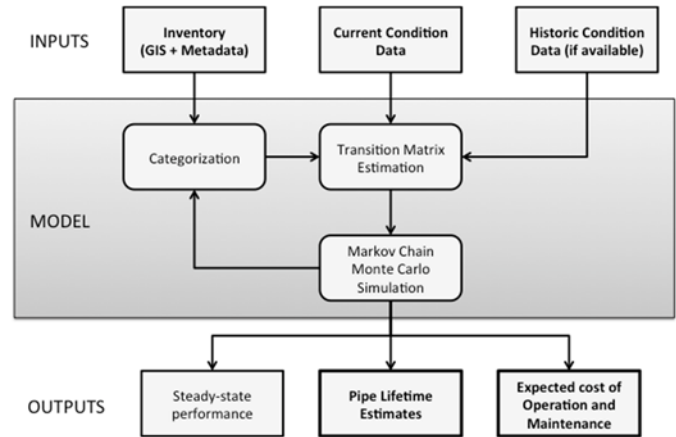 INPUTS
Inventory
(GIS + Metadata)
Current Condition
Data
Historic Condition
Data (if available)
MODEL
Categorization
Transition Matrix
Estimation
Markov Chain
Monte Carlo
Simulation
OUTPUTS
Steady-state
performance
Pipe Lifetime
Estimates
Expected cost of
Operation and
Maintenance